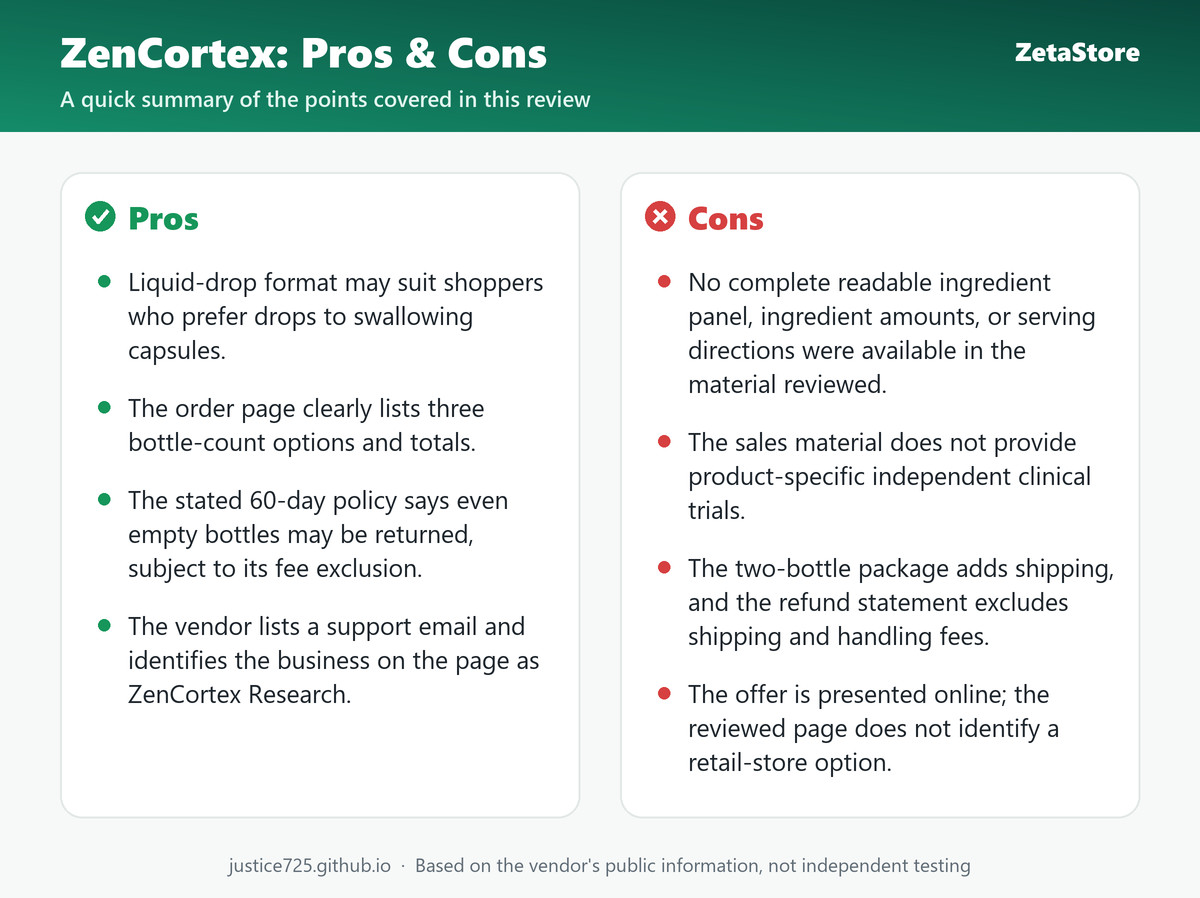 ZenCortex: Pros & Cons
ZetaStore
A quick summary of the points covered in this review
Pros
Liquid-drop format may suit shoppers
who prefer drops to swallowing
capsules.
The order page clearly lists three
bottle-count options and totals.
The stated 60-day policy says even
empty bottles may be returned,
subject to its fee exclusion.
The vendor lists a support email and
identifies the business on the page as
ZenCortex Research.
Cons
No complete readable ingredient
panel, ingredient amounts, or serving
directions were available in the
material reviewed.
The sales material does not provide
product-specific independent clinical
trials.
The two-bottle package adds shipping,
and the refund statement excludes
shipping and handling fees.
The offer is presented online; the
reviewed page does not identify a
retail-store option.
justice725.github.io · Based on the vendor's public information, not independent testing